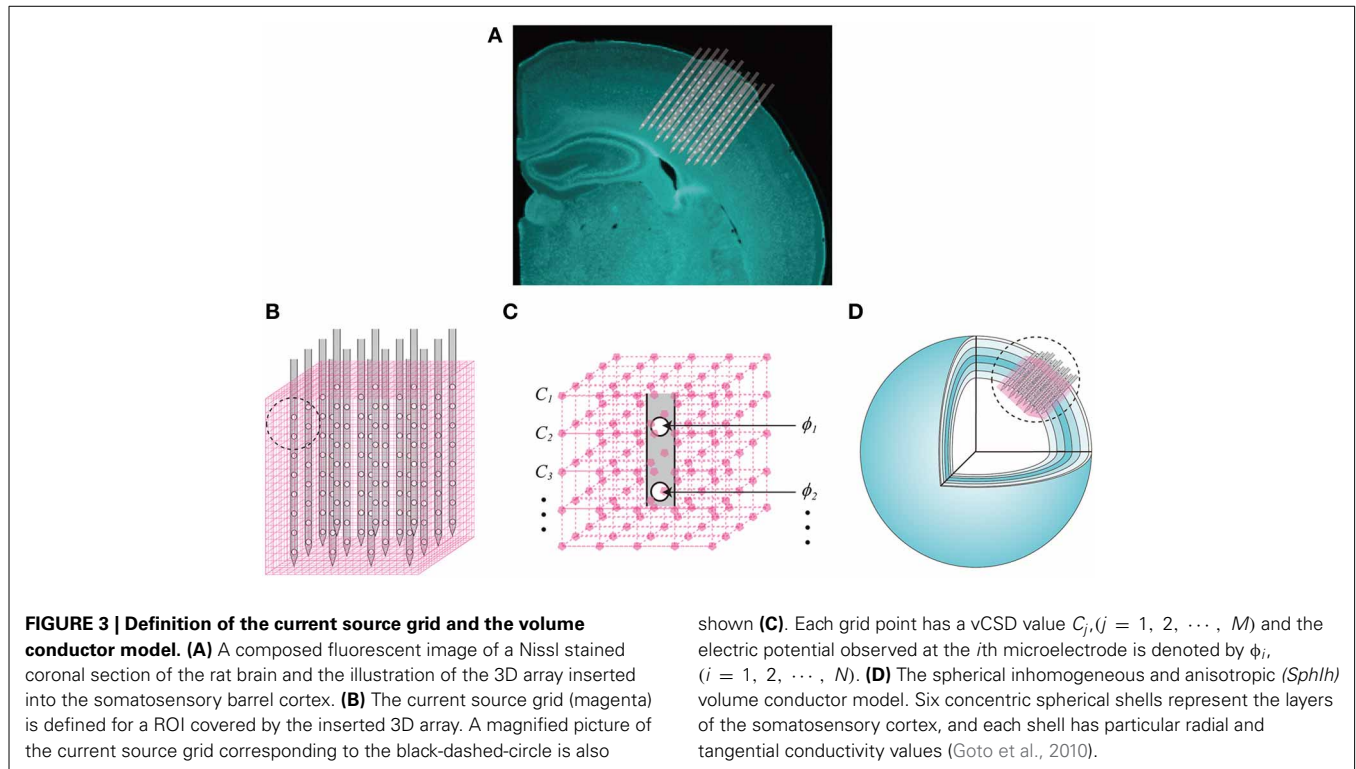 A
B
C
D
C1
C2
C3
ϕ1
ϕ2
FIGURE 3 | Definition of the current source grid and the volume
conductor model. (A) A composed fluorescent image of a Nissl stained
coronal section of the rat brain and the illustration of the 3D array inserted
into the somatosensory barrel cortex. (B) The current source grid (magenta)
is defined for a ROI covered by the inserted 3D array. A magnified picture of
the current source grid corresponding to the black-dashed-circle is also
shown (C). Each grid point has a vCSD value Cj,(j = 1, 2, ··· , M) and the
electric potential observed at the ith microelectrode is denoted by ϕi,
(i = 1, 2, ··· , N). (D) The spherical inhomogeneous and anisotropic (SphIh)
volume conductor model. Six concentric spherical shells represent the layers
of the somatosensory cortex, and each shell has particular radial and
tangential conductivity values (Goto et al., 2010).